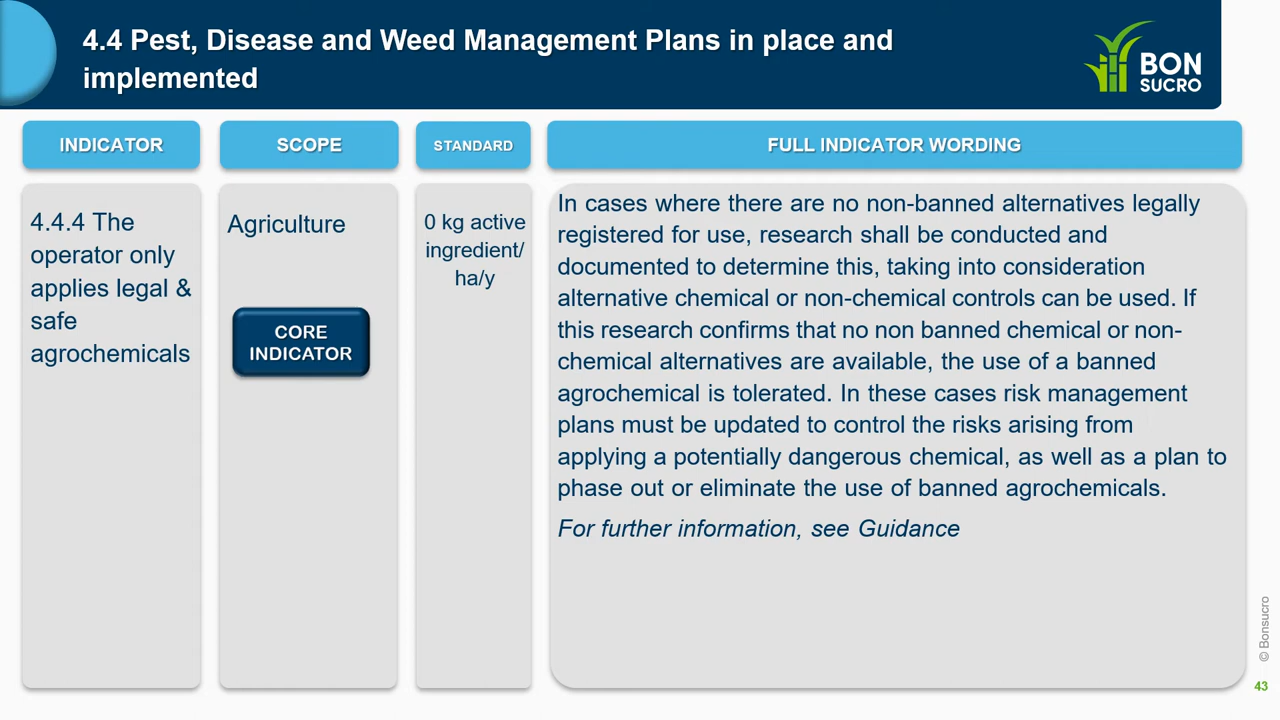 4.4 Pest, Disease and Weed Management Plans in place and
implemented
BON
SUCRO
INDICATOR
SCOPE
STANDARD
FULL INDICATOR WORDING
4.4.4 The
operator only
applies legal &
safe
agrochemicals
Agriculture
CORE
INDICATOR
0 kg active
ingredient/
ha/y
In cases where there are no non-banned alternatives legally
registered for use, research shall be conducted and
documented to determine this, taking into consideration
alternative chemical or non-chemical controls can be used. If
this research confirms that no non banned chemical or non-
chemical alternatives are available, the use of a banned
agrochemical is tolerated. In these cases risk management
plans must be updated to control the risks arising from
applying a potentially dangerous chemical, as well as a plan to
phase out or eliminate the use of banned agrochemicals.
For further information, see Guidance
© Bonsucro
43